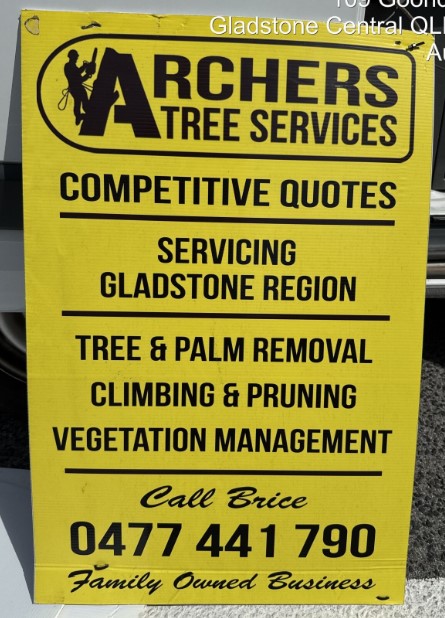 Gladstone Central
ARCHERS
TREE SERVICES
COMPETITIVE QUOTES
SERVICING
GLADSTONE REGION
TREE & PALM REMOVAL
CLIMBING & PRUNING
VEGETATION MANAGEMENT
Call Brice
0477 441 790
Family Owned Business